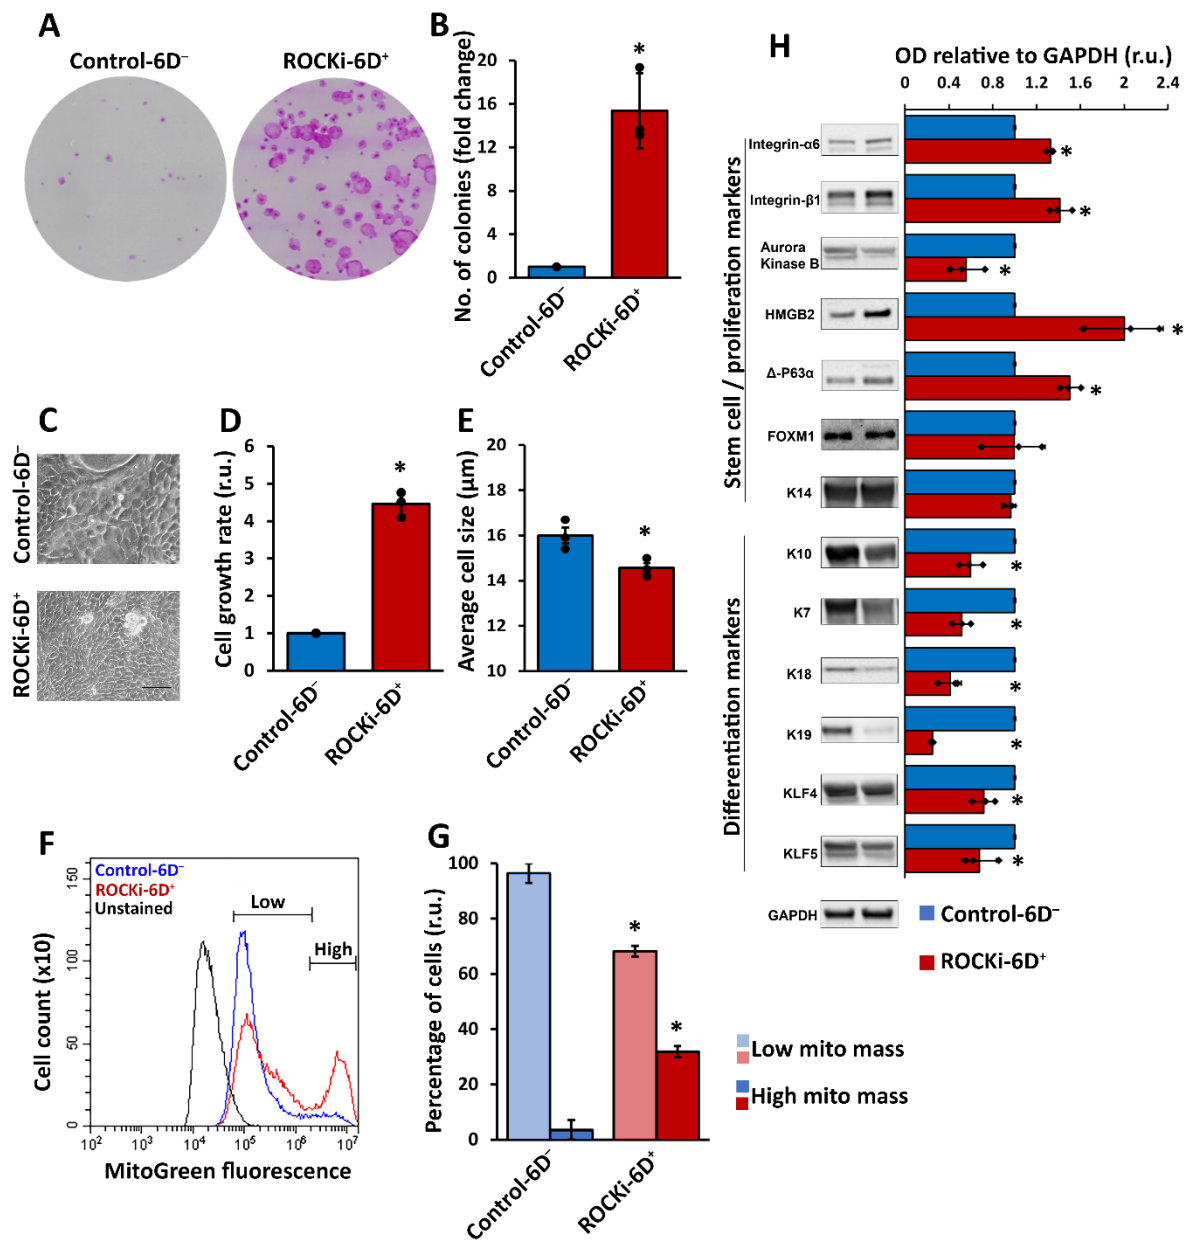 A
Control-6D⁻
ROCKi-6D⁺
B
No. of colonies (fold change)
20
16
12
8
4
0
*
Control-6D⁻
ROCKi-6D⁺
C
Control-6D⁻
ROCKi-6D⁺
D
Cell growth rate (r.u.)
6
5
4
3
2
1
0
*
Control-6D⁻
ROCKi-6D⁺
E
Average cell size (µm)
20
18
16
14
12
10
*
Control-6D⁻
ROCKi-6D⁺
F
Control-6D⁻
ROCKi-6D⁺
Unstained
Low
High
Cell count (x10)
150
100
50
0
10² 10³ 10⁴ 10⁵ 10⁶ 10⁷
MitoGreen fluorescence
G
Percentage of cells (r.u.)
100
80
60
40
20
0
*
*
Control-6D⁻
ROCKi-6D⁺
Low mito mass
High mito mass
H
OD relative to GAPDH (r.u.)
0 0.4 0.8 1.2 1.6 2 2.4
Stem cell / proliferation markers
Integrin-α6
*
Integrin-β1
*
Aurora
Kinase B
*
HMGB2
*
Δ-P63α
*
FOXM1
K14
Differentiation markers
K10
*
K7
*
K18
*
K19
*
KLF4
*
KLF5
*
GAPDH
Control-6D⁻
ROCKi-6D⁺